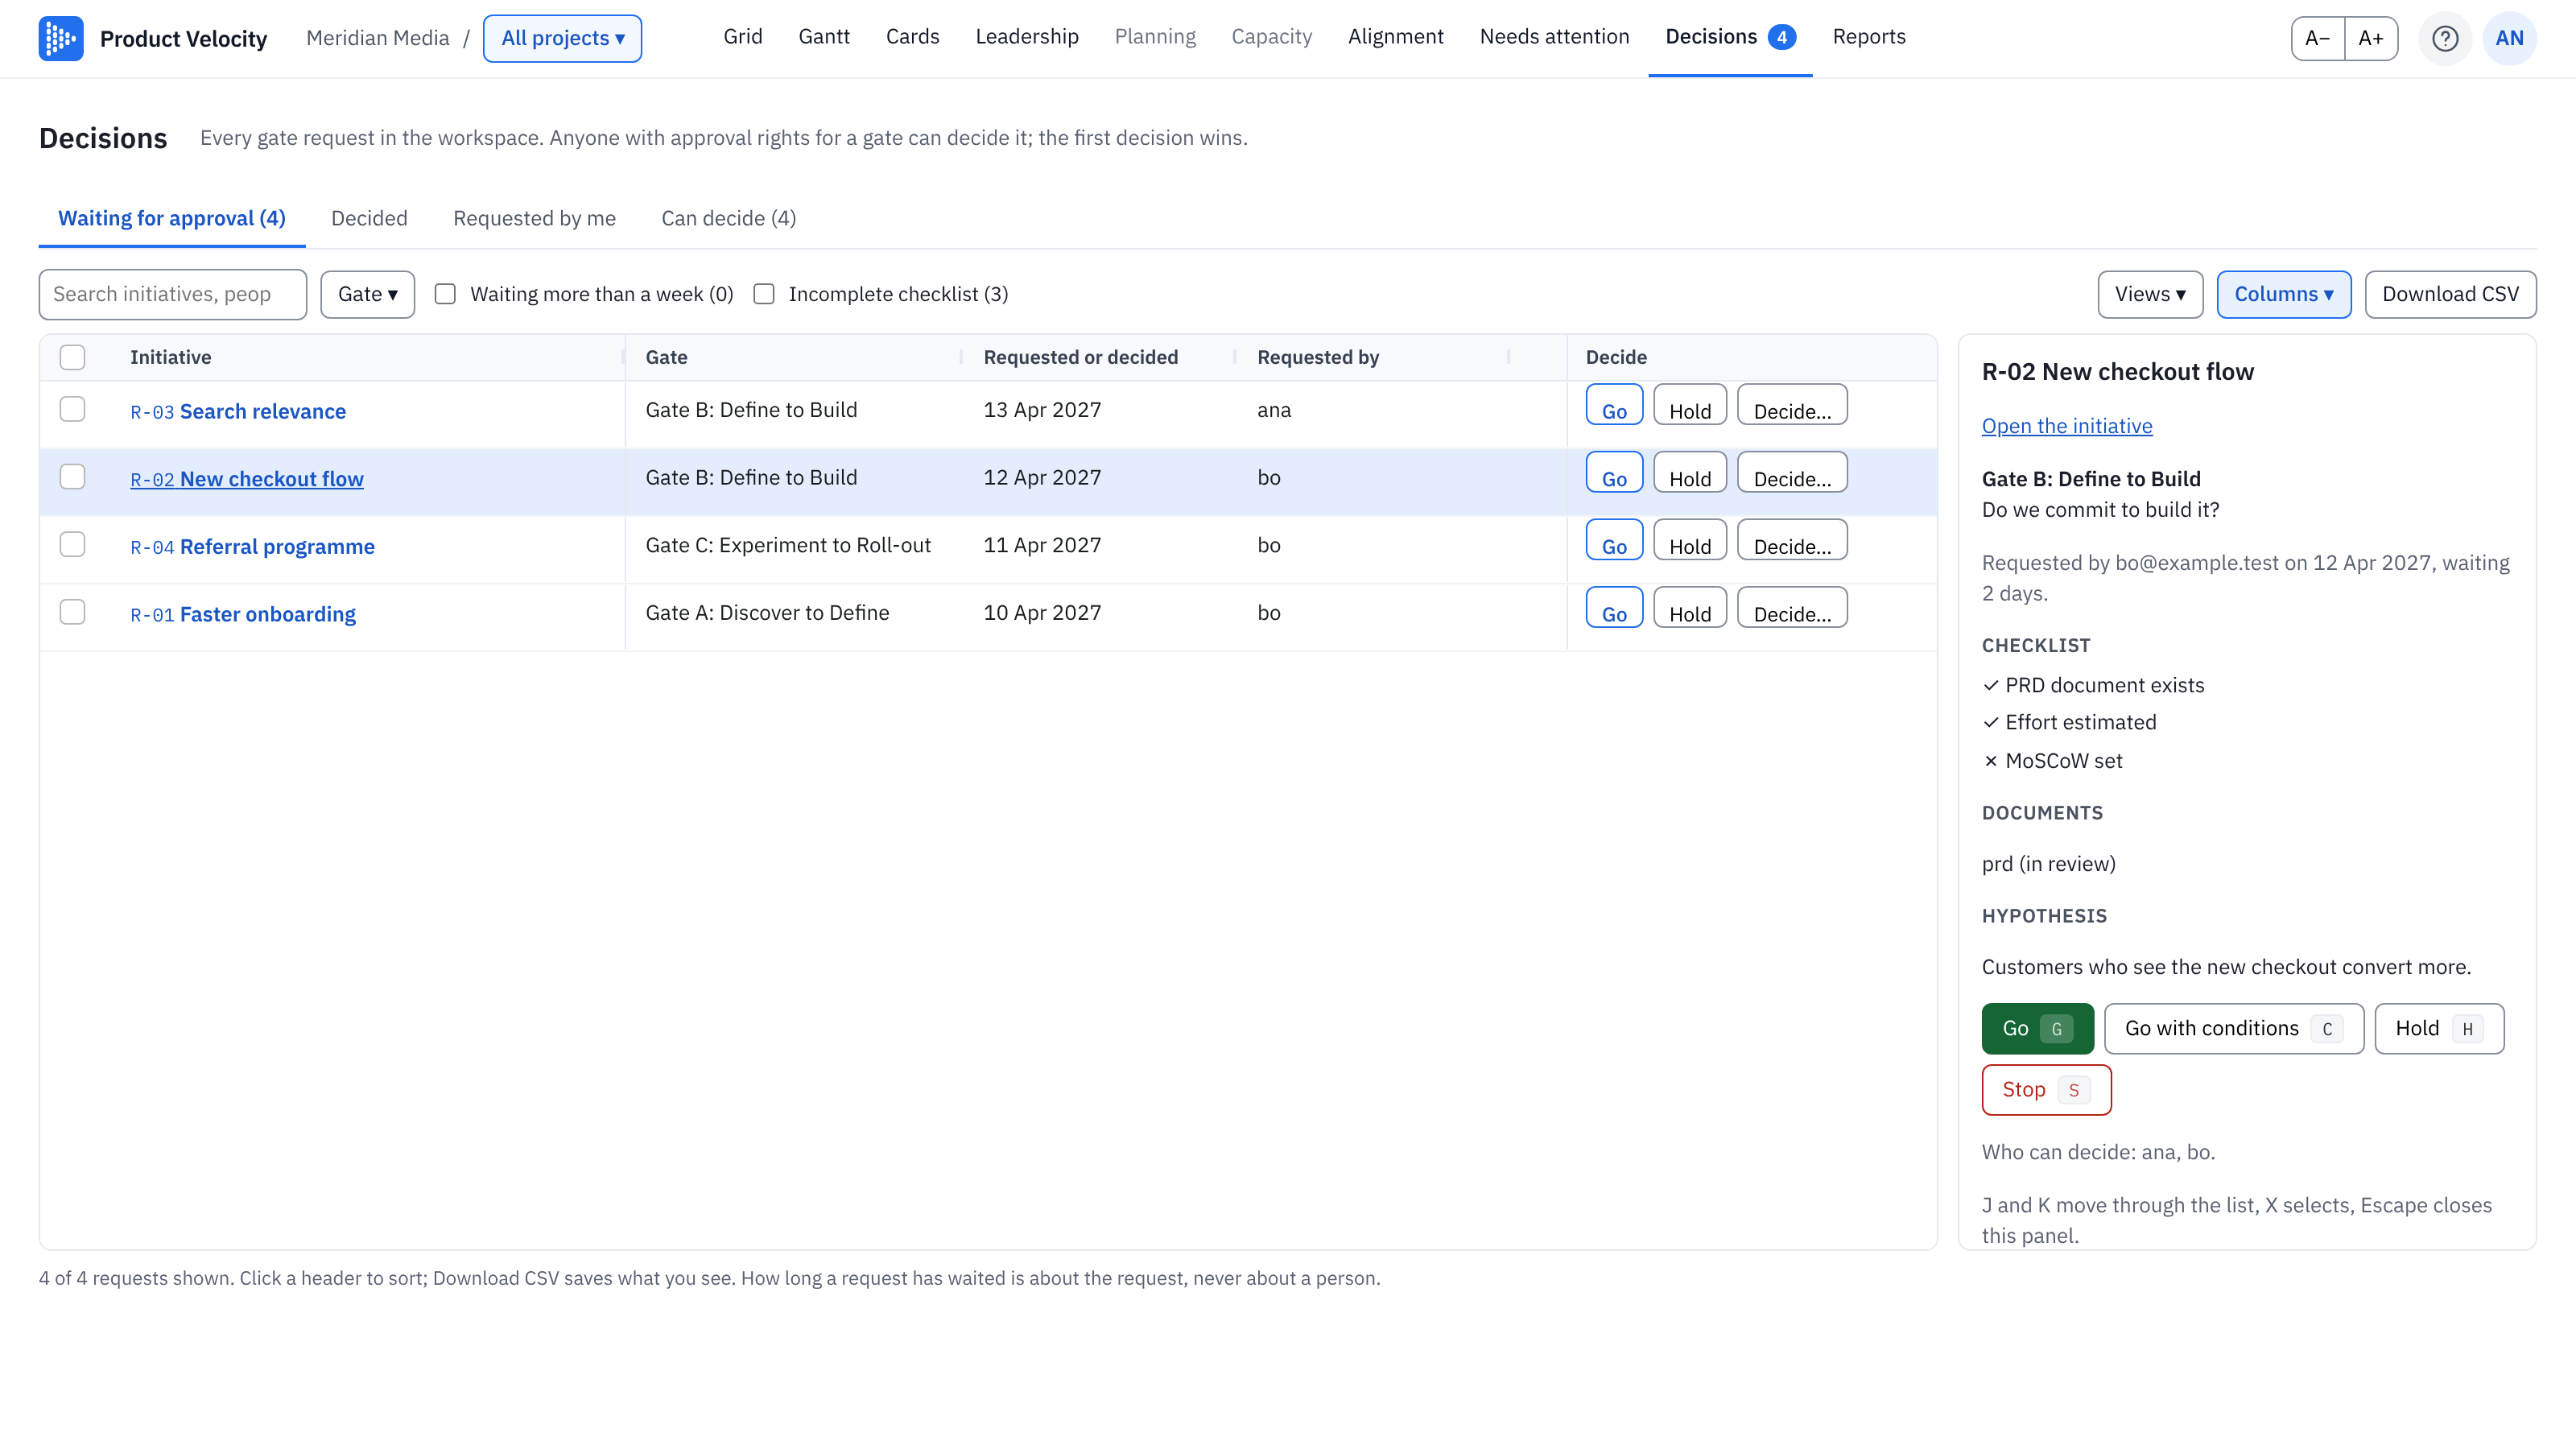 Product Velocity
Meridian Media / All projects ▾
Grid Gantt Cards Leadership Planning Capacity Alignment Needs attention Decisions 4 Reports
A− A+ ? AN
Decisions
Every gate request in the workspace. Anyone with approval rights for a gate can decide it; the first decision wins.
Waiting for approval (4) Decided Requested by me Can decide (4)
Search initiatives, peop Gate ▾ Waiting more than a week (0) Incomplete checklist (3) Views ▾ Columns ▾ Download CSV
Initiative Gate Requested or decided Requested by Decide
R-03 Search relevance Gate B: Define to Build 13 Apr 2027 ana Go Hold Decide...
R-02 New checkout flow Gate B: Define to Build 12 Apr 2027 bo Go Hold Decide...
R-04 Referral programme Gate C: Experiment to Roll-out 11 Apr 2027 bo Go Hold Decide...
R-01 Faster onboarding Gate A: Discover to Define 10 Apr 2027 bo Go Hold Decide...
R-02 New checkout flow
Open the initiative
Gate B: Define to Build
Do we commit to build it?
Requested by bo@example.test on 12 Apr 2027, waiting
2 days.
CHECKLIST
✓ PRD document exists
✓ Effort estimated
× MoSCoW set
DOCUMENTS
prd (in review)
HYPOTHESIS
Customers who see the new checkout convert more.
Go G Go with conditions C Hold H
Stop S
Who can decide: ana, bo.
J and K move through the list, X selects, Escape closes
this panel.
4 of 4 requests shown. Click a header to sort; Download CSV saves what you see. How long a request has waited is about the request, never about a person.